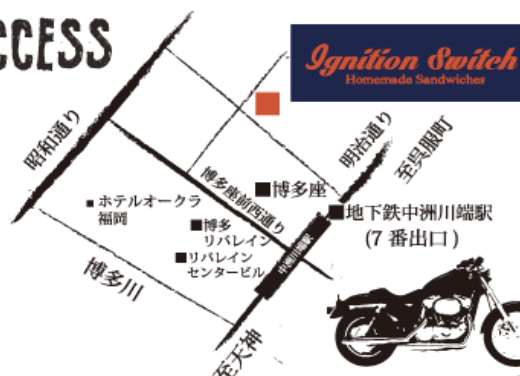 CCESS
Ignition Switch
Homemade Sandwiches
昭和通り
明治通り
至呉服町
博多座前西通り
■博多座
■ホテルオークラ
福岡
■地下鉄中洲川端駅
(7番出口)
■博多
リバレイン
■リバレイン
センタービル
中洲川端駅
博多川
至天神